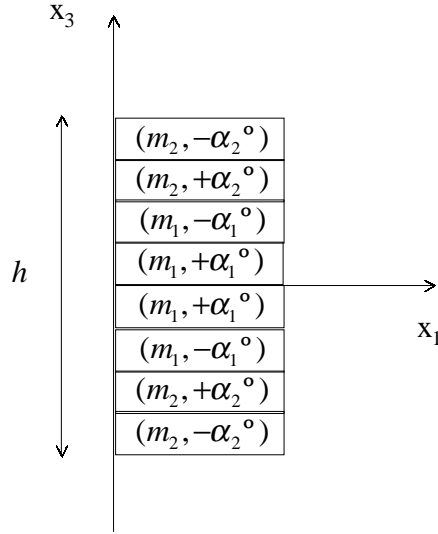 x₃
(m₂, −α₂°)
(m₂, +α₂°)
(m₁, −α₁°)
(m₁, +α₁°)
h
(m₁, +α₁°)
x₁
(m₁, −α₁°)
(m₂, +α₂°)
(m₂, −α₂°)